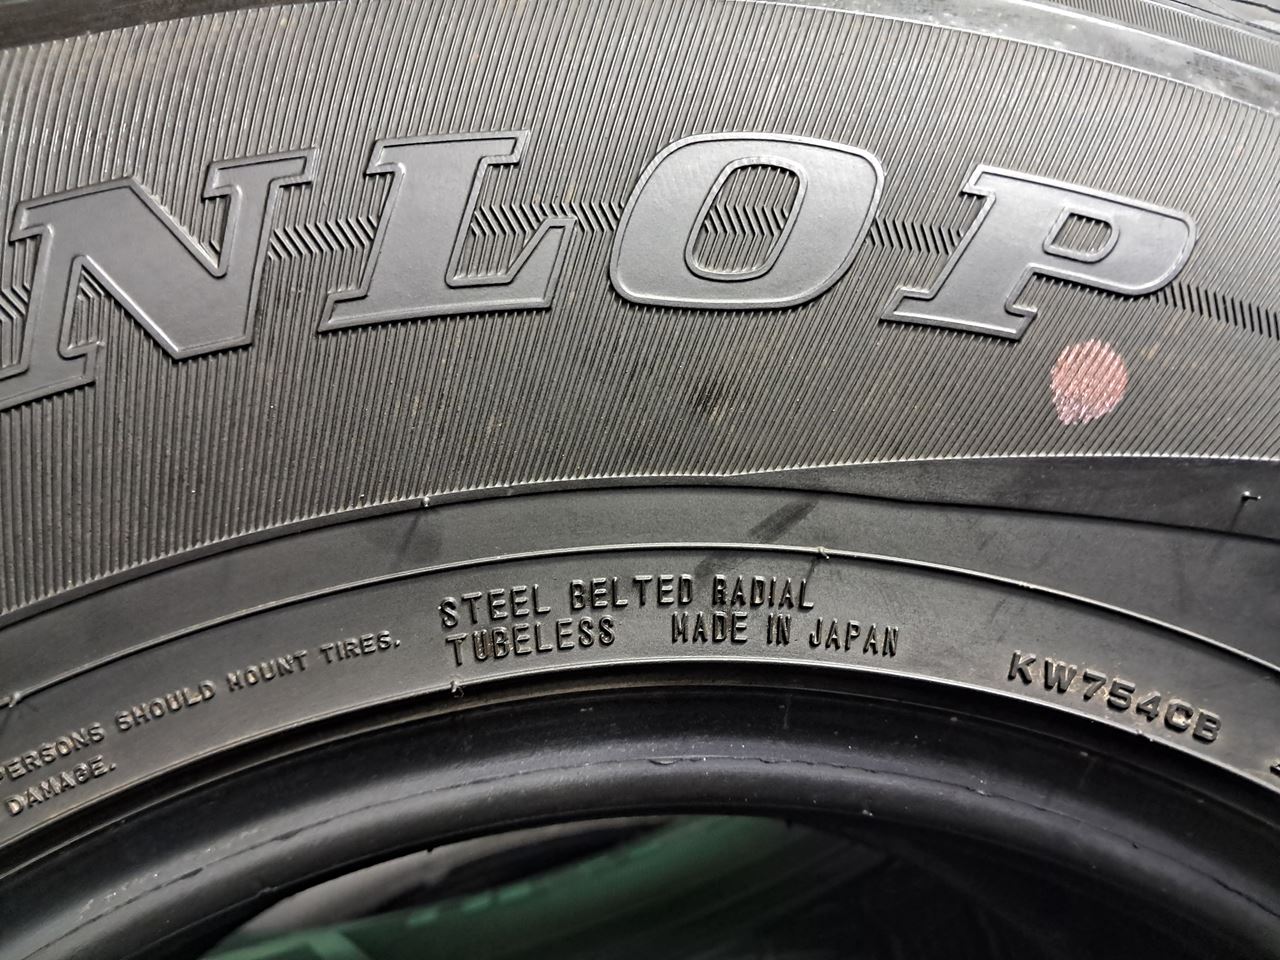 NLOP
STEEL BELTED RADIAL
TUBELESS MADE IN JAPAN
PERSONS SHOULD MOUNT TIRES.
DAMAGE.
KW754CB